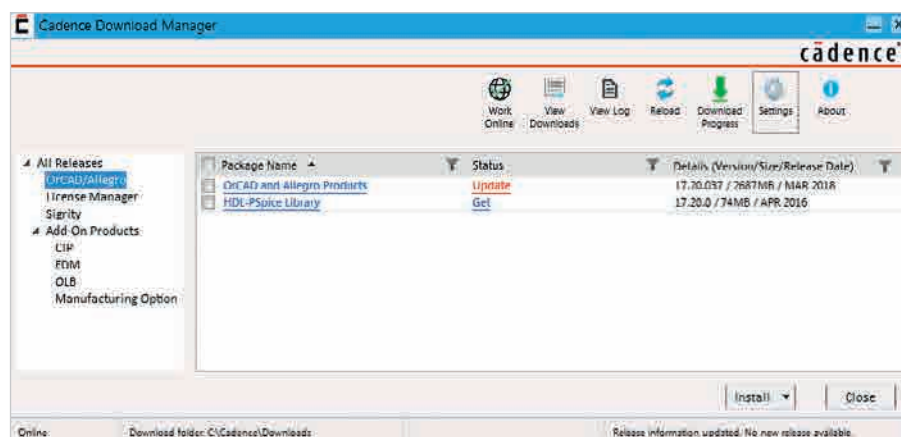 Cadence Download Manager
cādence
Work Online
View Downloads
View Log
Reload
Download Progress
Settings
About
All Releases
OrCAD/Allegro
License Manager
Sigrity
Add-On Products
CIP
EDM
OLB
Manufacturing Option
Package Name
Status
Details (Version/Size/Release Date)
OrCAD and Allegro Products
Update
17.20.037 / 2687MB / MAR 2018
HDL-PSpice Library
Get
17.20.0 / 74MB / APR 2016
Install
Close
Online
Download folder: C:\Cadence\Downloads
Release information updated. No new release available.